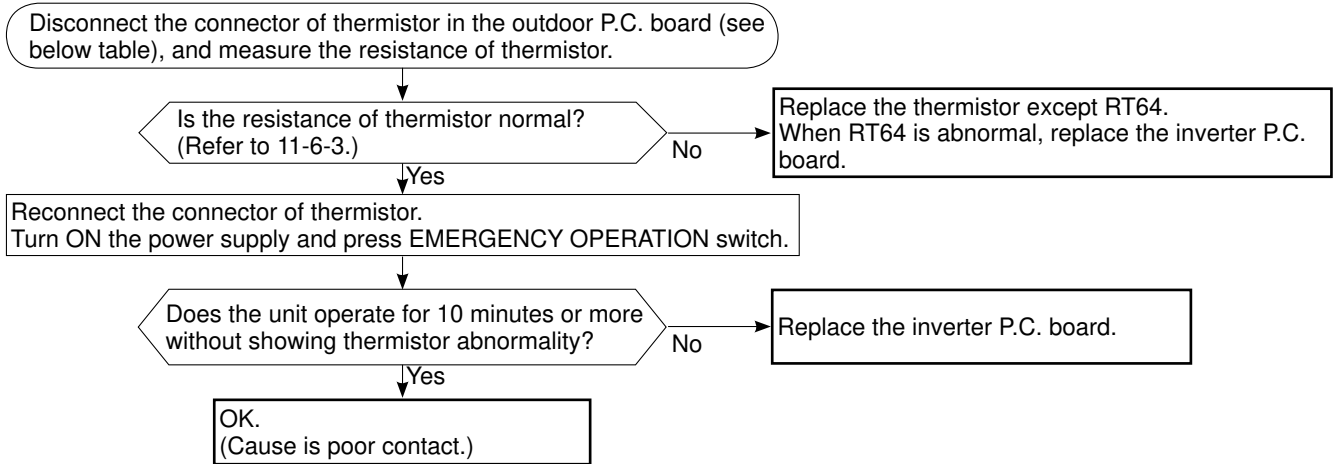 Disconnect the connector of thermistor in the outdoor P.C. board (see
below table), and measure the resistance of thermistor.
Is the resistance of thermistor normal?
(Refer to 11-6-3.)
No
Replace the thermistor except RT64.
When RT64 is abnormal, replace the inverter P.C.
board.
Yes
Reconnect the connector of thermistor.
Turn ON the power supply and press EMERGENCY OPERATION switch.
Does the unit operate for 10 minutes or more
without showing thermistor abnormality?
No
Replace the inverter P.C. board.
Yes
OK.
(Cause is poor contact.)